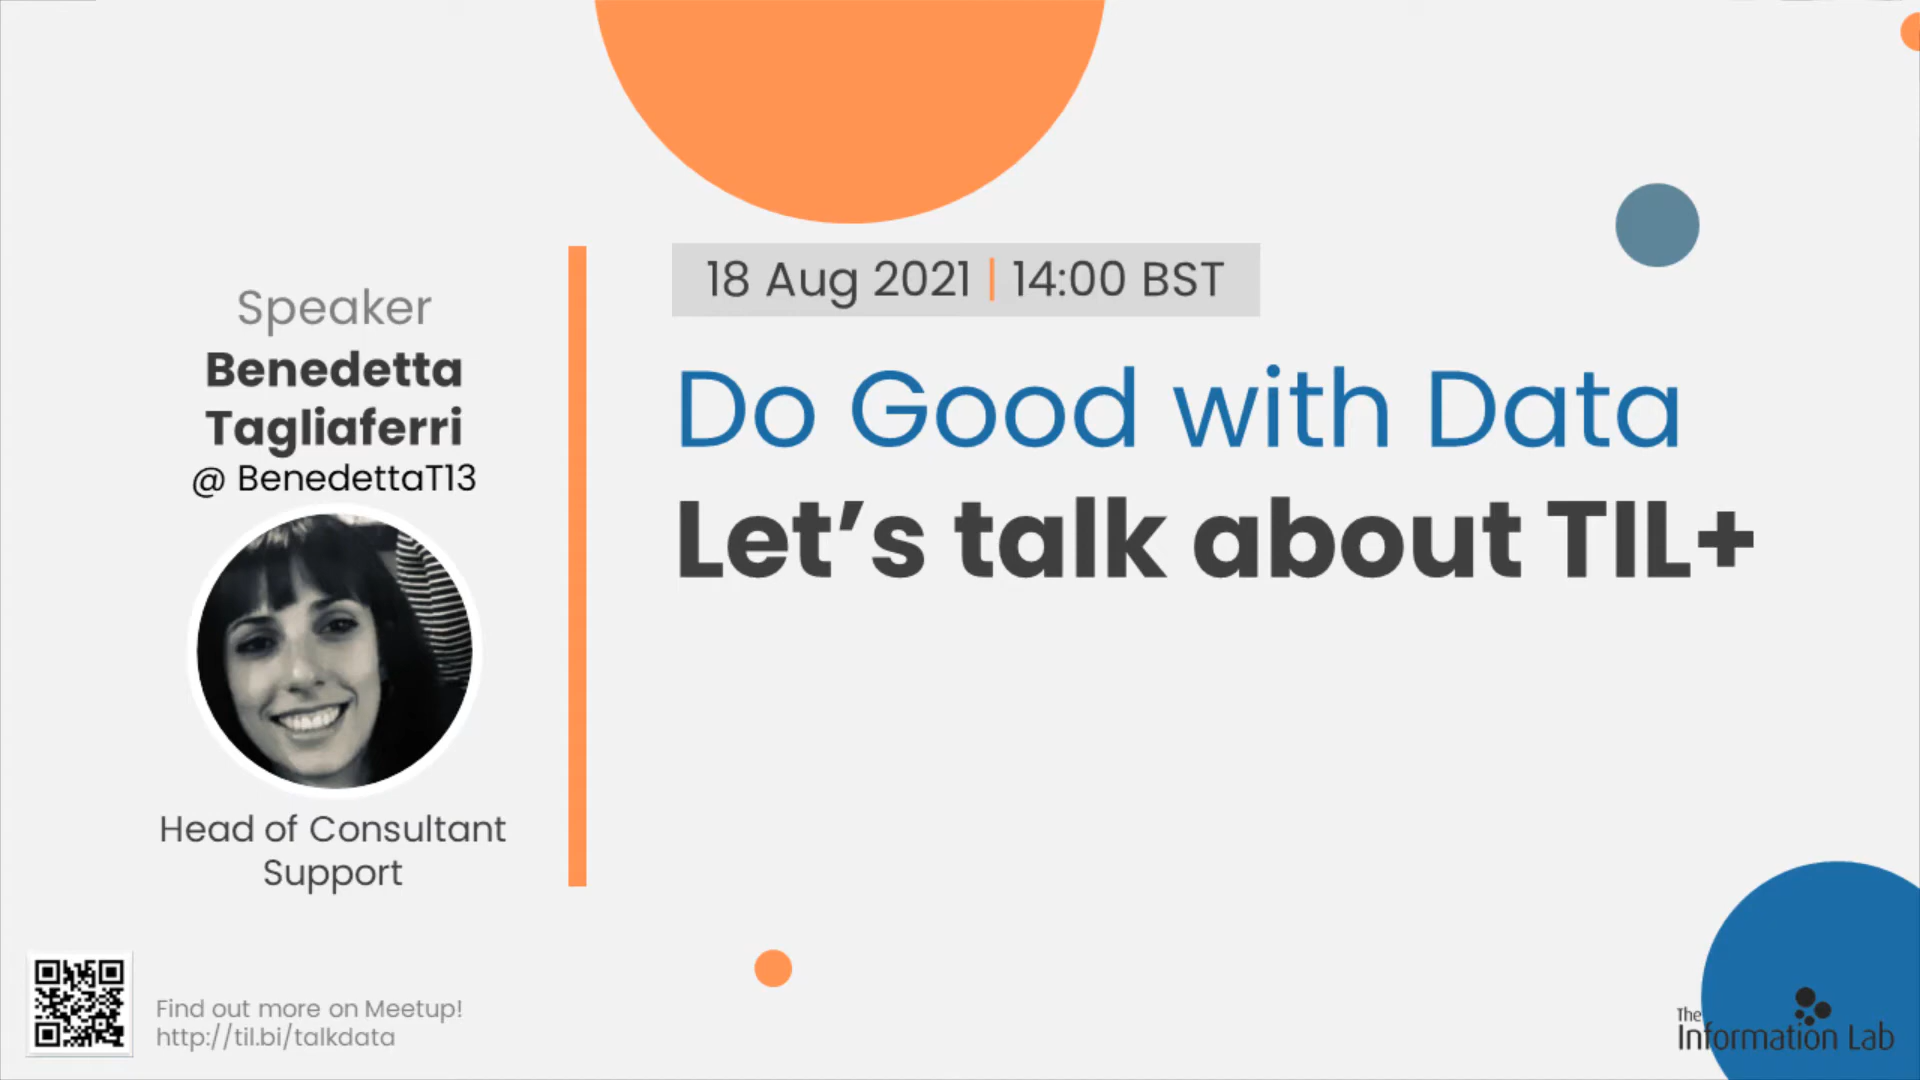 Speaker
Benedetta
Tagliaferri
@ BenedettaT13
Head of Consultant
Support
18 Aug 2021 | 14:00 BST
Do Good with Data
Let’s talk about TIL+
Find out more on Meetup!
http://til.bi/talkdata
The
Information Lab